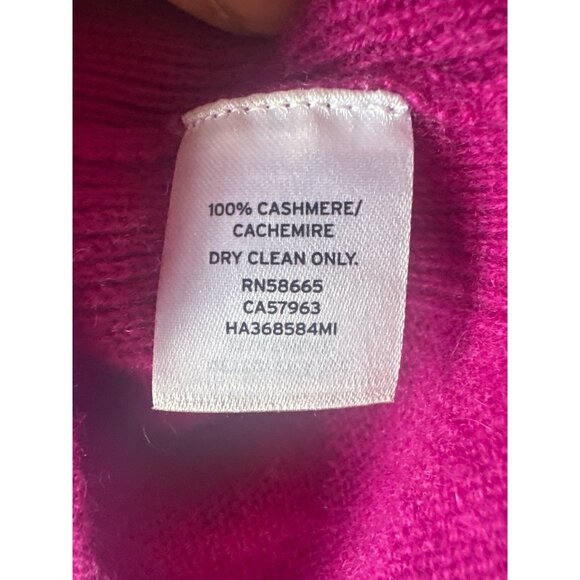 100% CASHMERE/
CACHEMIRE
DRY CLEAN ONLY.
RN58665
CA57963
HA368584MI